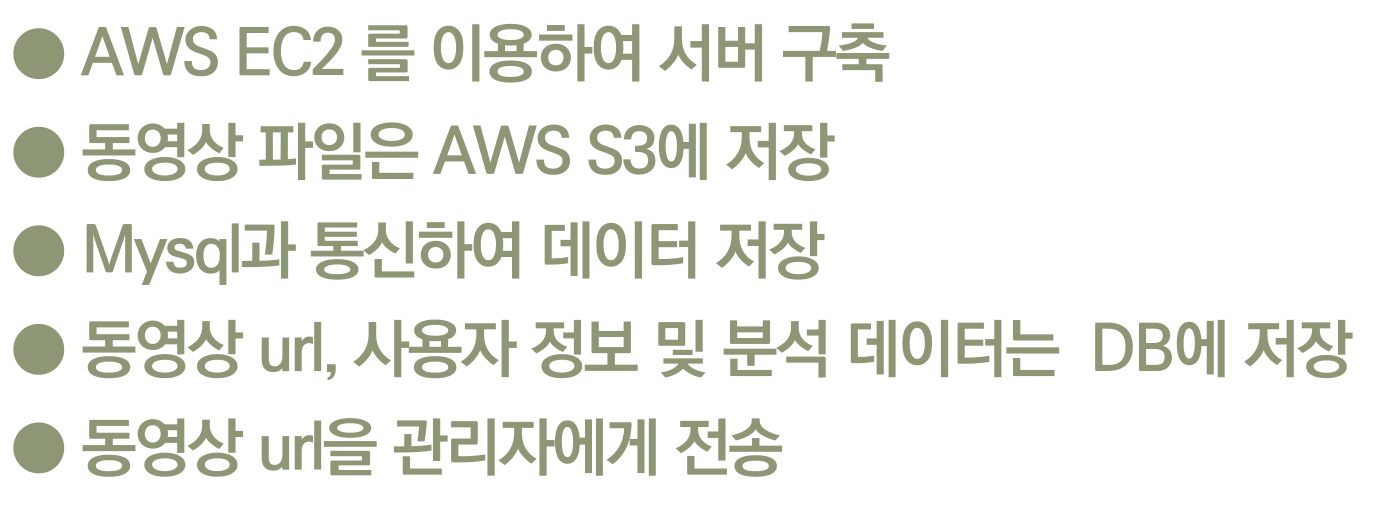 ● AWS EC2 를 이용하여 서버 구축
● 동영상 파일은 AWS S3에 저장
● Mysql과 통신하여 데이터 저장
● 동영상 url, 사용자 정보 및 분석 데이터는  DB에 저장
● 동영상 url을 관리자에게 전송